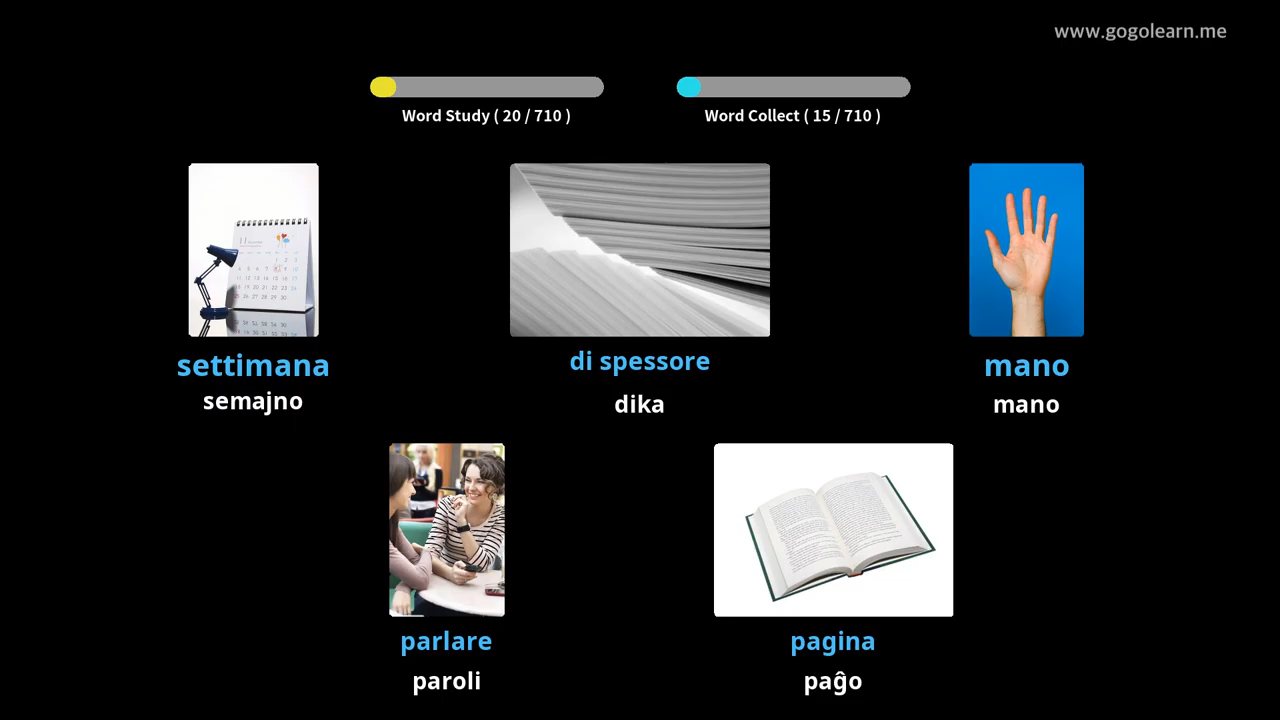 www.gogolearn.me
Word Study ( 20 / 710 )
Word Collect ( 15 / 710 )
settimana
semajno
di spessore
dika
mano
mano
parlare
paroli
pagina
paĝo